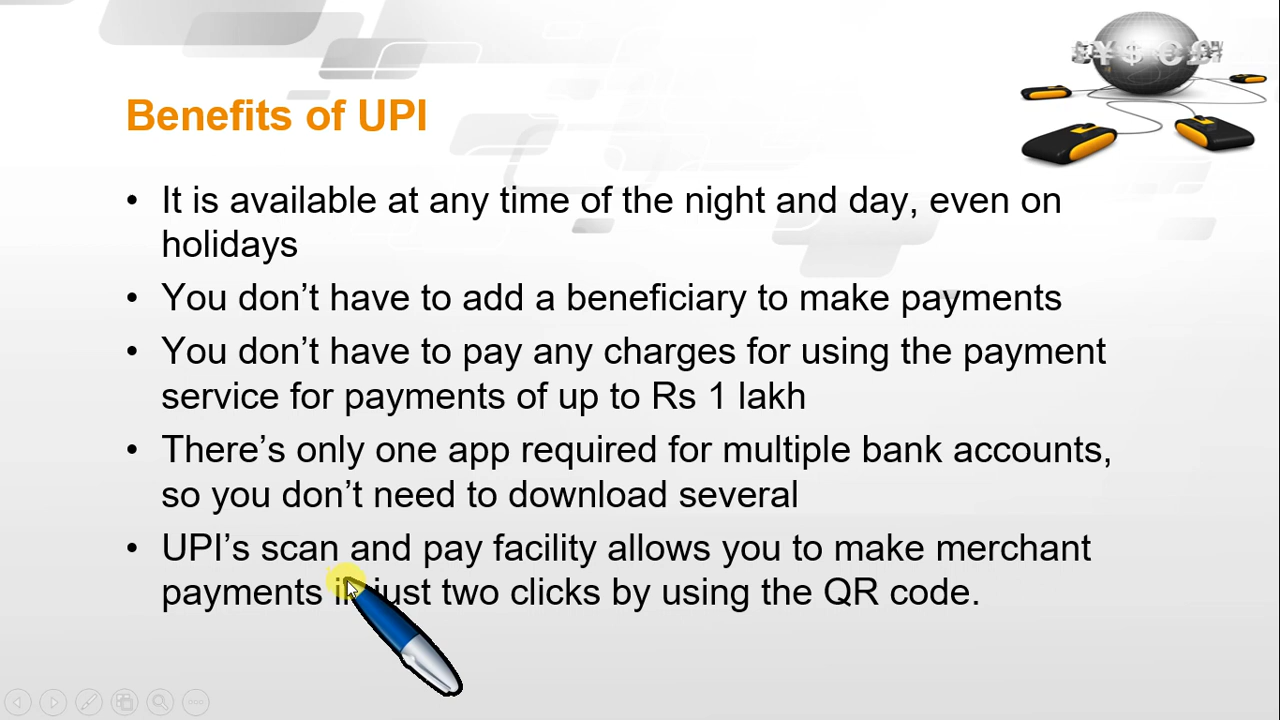 Benefits of UPI
• It is available at any time of the night and day, even on
holidays
• You don’t have to add a beneficiary to make payments
• You don’t have to pay any charges for using the payment
service for payments of up to Rs 1 lakh
• There’s only one app required for multiple bank accounts,
so you don’t need to download several
• UPI’s scan and pay facility allows you to make merchant
payments in just two clicks by using the QR code.